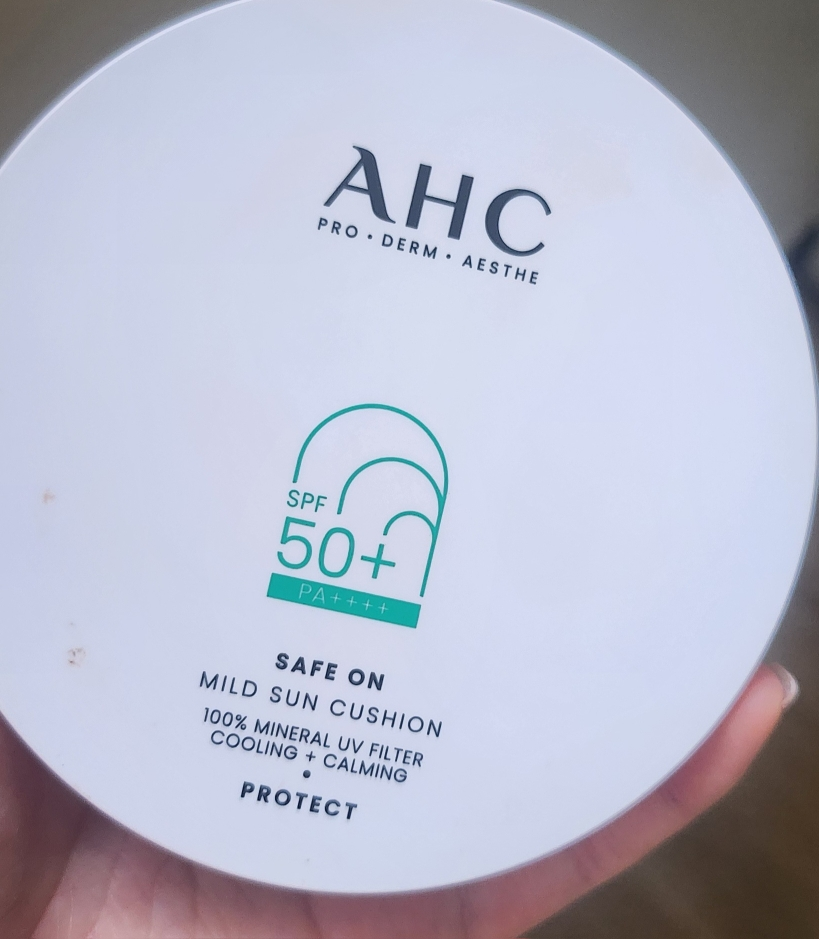 AHC
PRO · DERM · AESTHE
SPF
50+
PA++++
SAFE ON
MILD SUN CUSHION
100% MINERAL UV FILTER
COOLING + CALMING
•
PROTECT